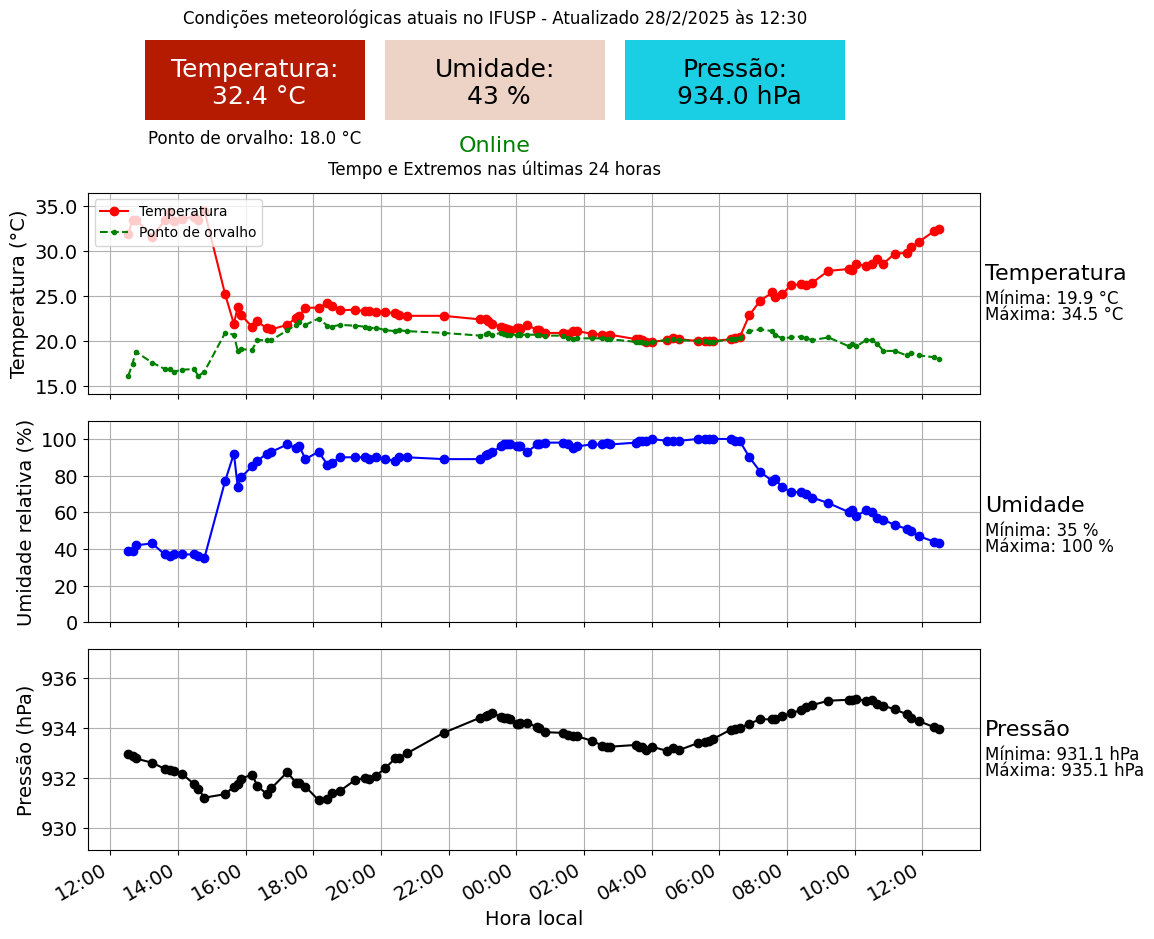 Condições meteorológicas atuais no IFUSP - Atualizado 28/2/2025 às 12:30
Temperatura:
32.4 °C
Umidade:
43 %
Pressão:
934.0 hPa
Ponto de orvalho: 18.0 °C
Online
Tempo e Extremos nas últimas 24 horas
Temperatura (°C)
35.0
30.0
25.0
20.0
15.0
Temperatura
Ponto de orvalho
Temperatura
Mínima: 19.9 °C
Máxima: 34.5 °C
Umidade relativa (%)
100
80
60
40
20
0
Umidade
Mínima: 35 %
Máxima: 100 %
Pressão (hPa)
936
934
932
930
Pressão
Mínima: 931.1 hPa
Máxima: 935.1 hPa
12:00 14:00 16:00 18:00 20:00 22:00 00:00 02:00 04:00 06:00 08:00 10:00 12:00
Hora local